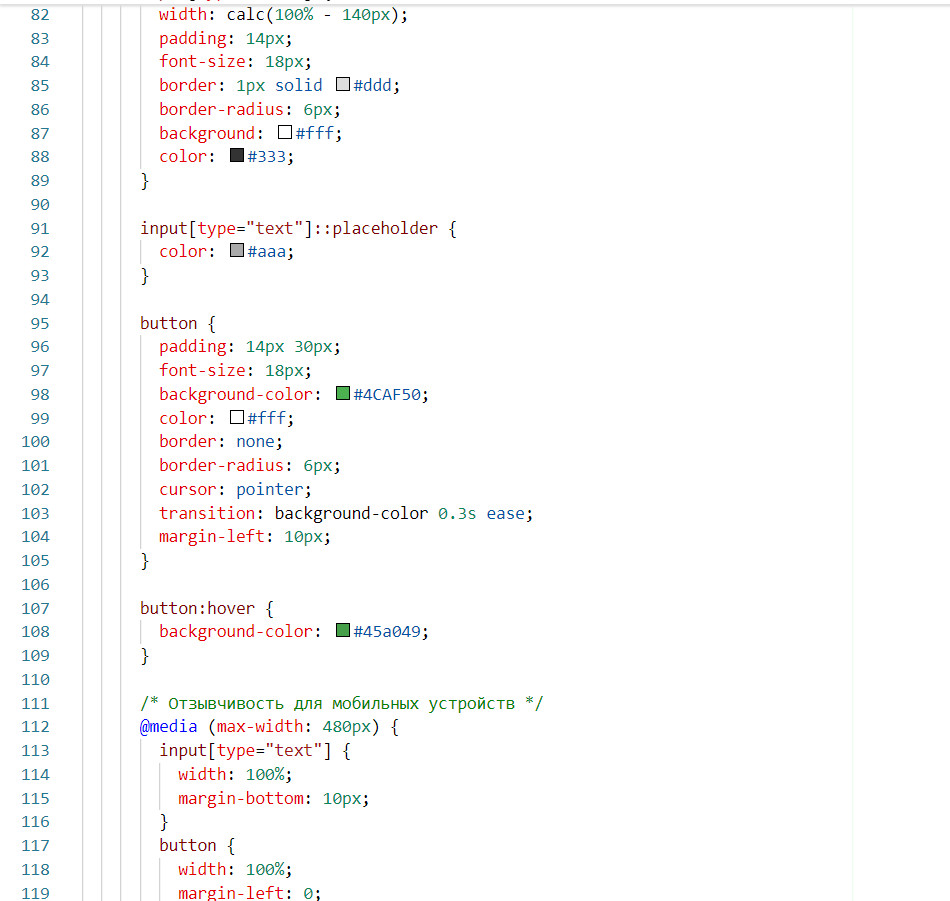 82 width: calc(100% - 140px);
83 padding: 14px;
84 font-size: 18px;
85 border: 1px solid #ddd;
86 border-radius: 6px;
87 background: #fff;
88 color: #333;
89 }
90
91 input[type="text"]::placeholder {
92 color: #aaa;
93 }
94
95 button {
96 padding: 14px 30px;
97 font-size: 18px;
98 background-color: #4CAF50;
99 color: #fff;
100 border: none;
101 border-radius: 6px;
102 cursor: pointer;
103 transition: background-color 0.3s ease;
104 margin-left: 10px;
105 }
106
107 button:hover {
108 background-color: #45a049;
109 }
110
111 /* Отзывчивость для мобильных устройств */
112 @media (max-width: 480px) {
113 input[type="text"] {
114 width: 100%;
115 margin-bottom: 10px;
116 }
117 button {
118 width: 100%;
119 margin-left: 0;